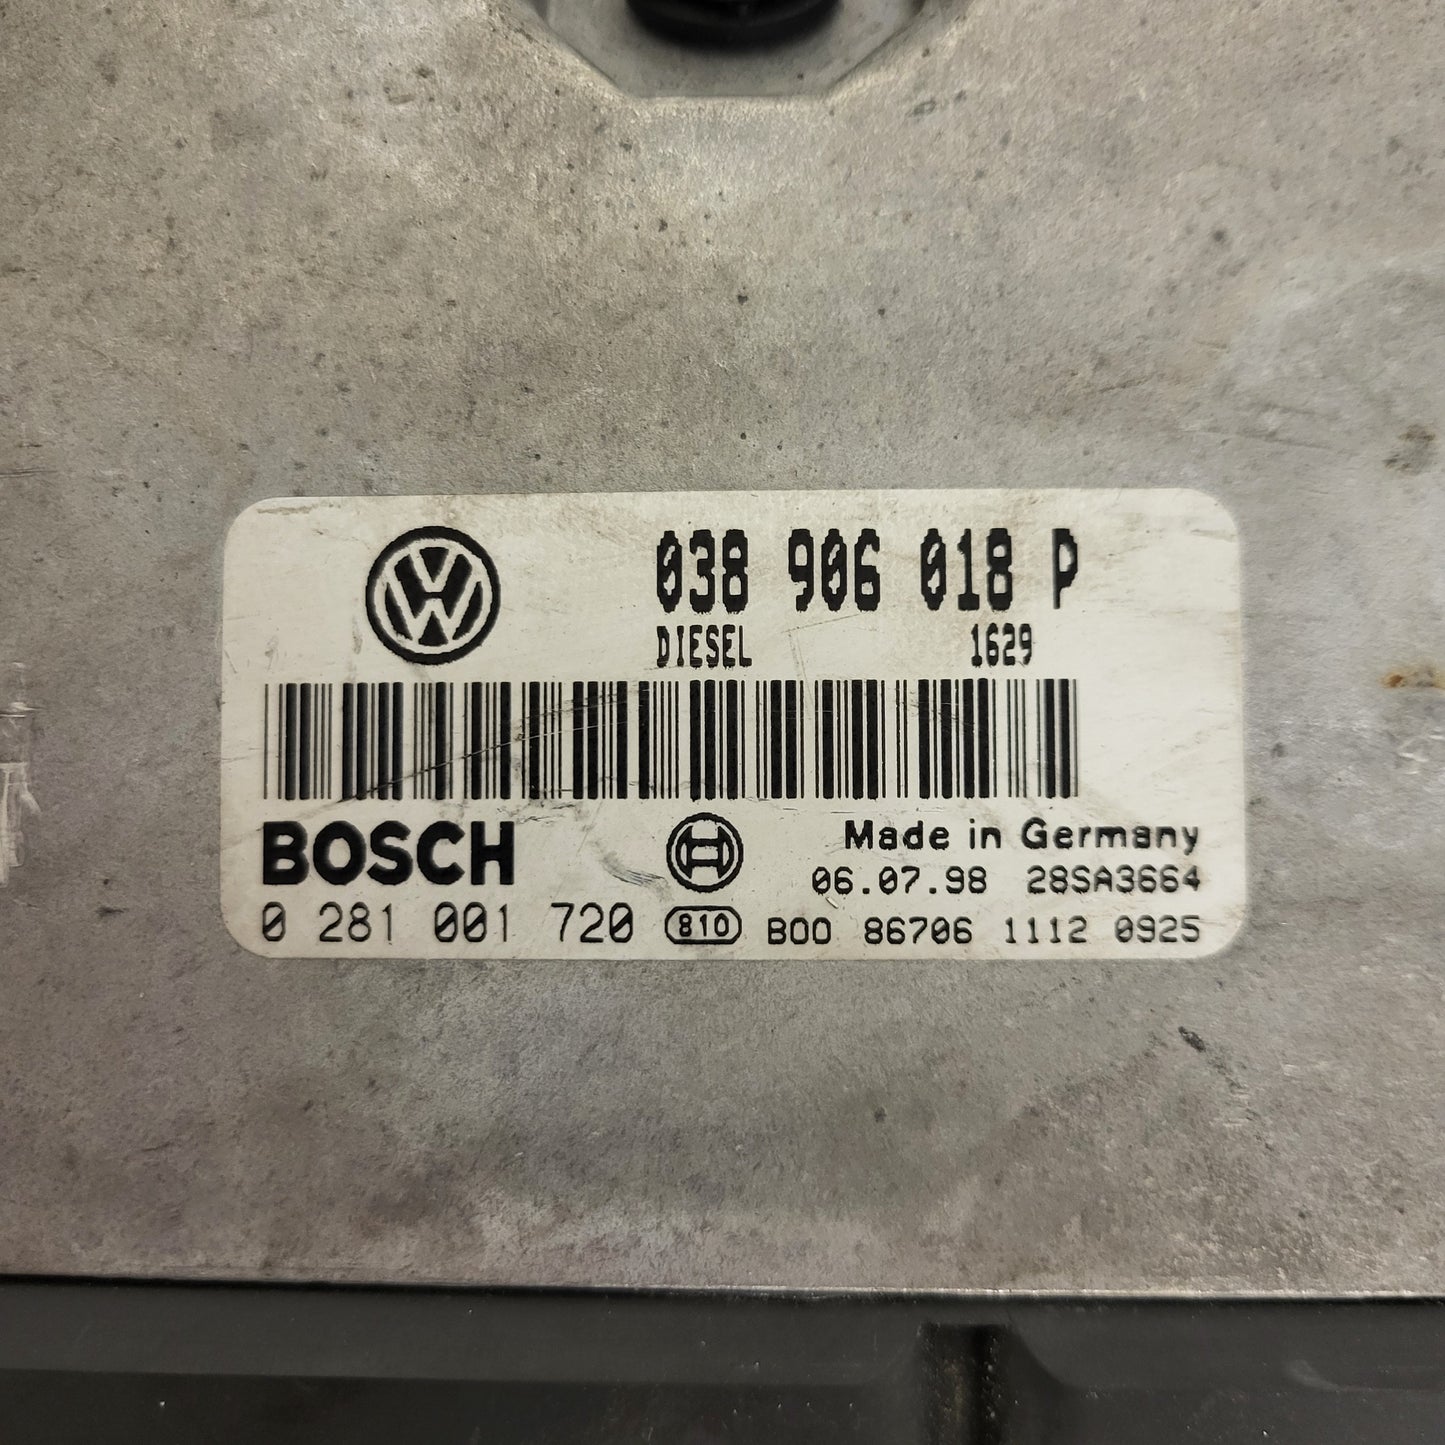 038 906 018 P
DIESEL 1629
BOSCH Made in Germany
06.07.98 28SA3664
0 281 001 720 810 B00 86706 1112 0925